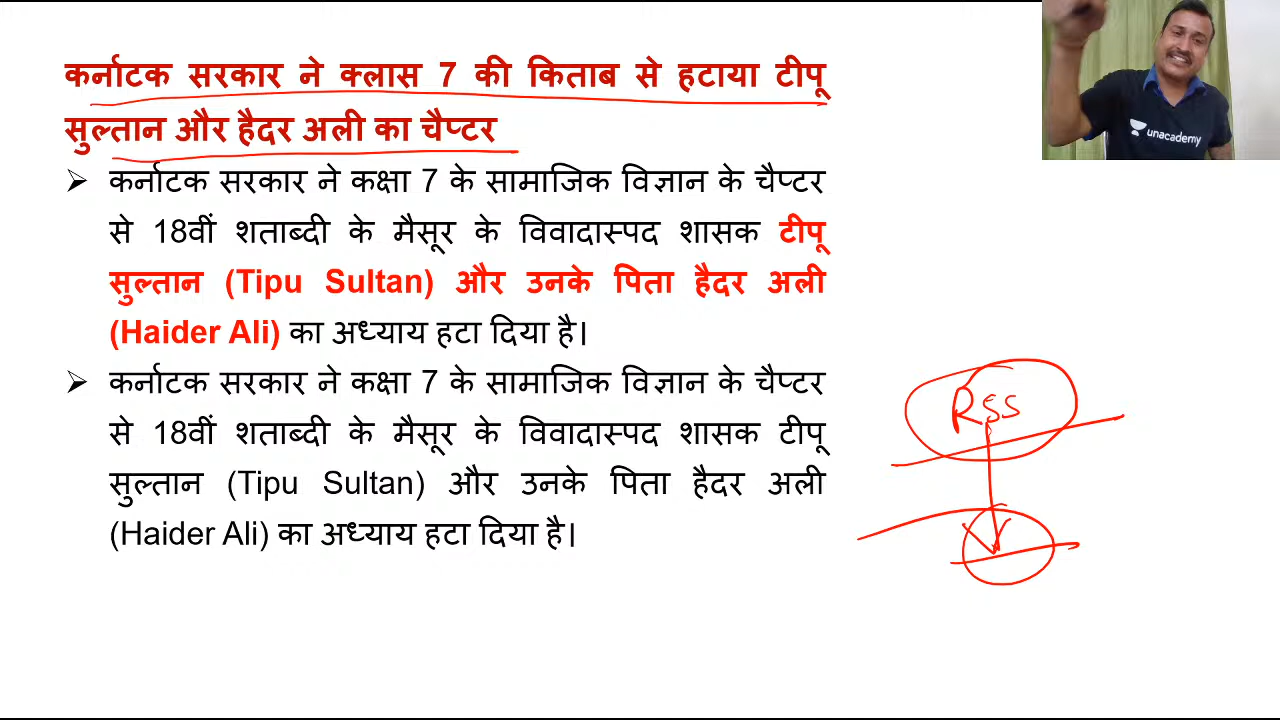 कर्नाटक सरकार ने क्लास 7 की किताब से हटाया टीपू
सुल्तान और हैदर अली का चैप्टर
➢ कर्नाटक सरकार ने कक्षा 7 के सामाजिक विज्ञान के चैप्टर
से 18वीं शताब्दी के मैसूर के विवादास्पद शासक टीपू
सुल्तान (Tipu Sultan) और उनके पिता हैदर अली
(Haider Ali) का अध्याय हटा दिया है।
➢ कर्नाटक सरकार ने कक्षा 7 के सामाजिक विज्ञान के चैप्टर
से 18वीं शताब्दी के मैसूर के विवादास्पद शासक टीपू
सुल्तान (Tipu Sultan) और उनके पिता हैदर अली
(Haider Ali) का अध्याय हटा दिया है।
unacademy
RSS